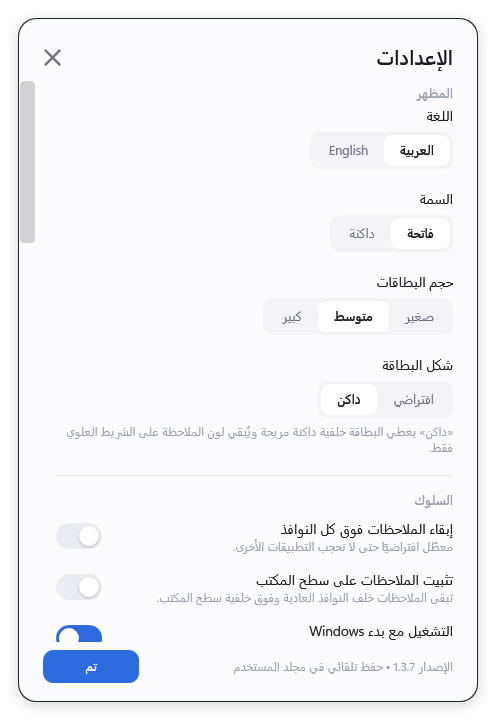 الإعدادات
المظهر
اللغة
العربية English
السمة
فاتحة داكنة
حجم البطاقات
صغير متوسط كبير
شكل البطاقة
افتراضي داكن
«داكن» يعطي البطاقة خلفية داكنة مريحة ويُبقي لون الملاحظة على الشريط العلوي
فقط.
السلوك
إبقاء الملاحظات فوق كل النوافذ
معطّل افتراضيًا حتى لا تحجب التطبيقات الأخرى.
تثبيت الملاحظات على سطح المكتب
تبقى الملاحظات خلف النوافذ العادية وفوق خلفية سطح المكتب.
التشغيل مع بدء Windows
الإصدار 1.3.7 • حفظ تلقائي في مجلد المستخدم
تم